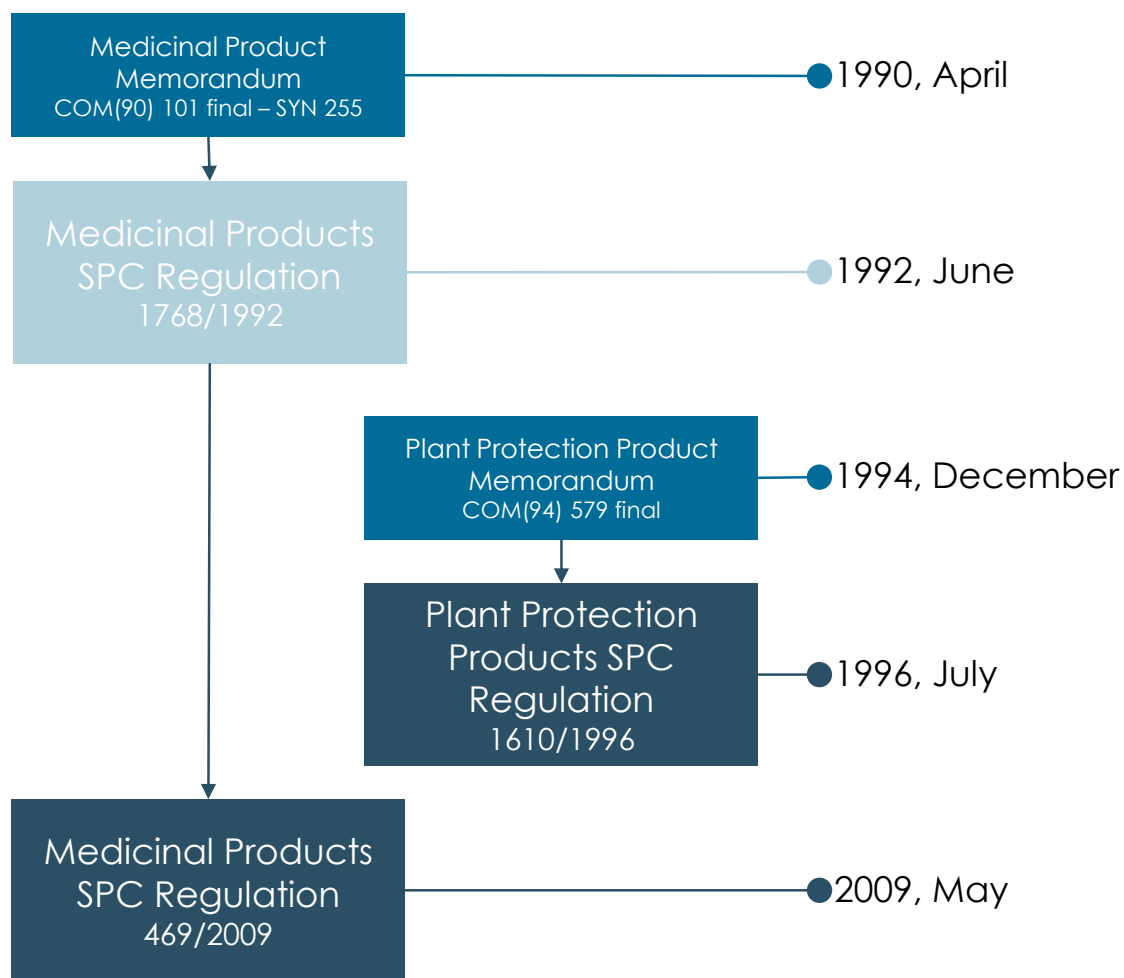 Medicinal Product
Memorandum
COM(90) 101 final – SYN 255
1990, April
Medicinal Products
SPC Regulation
1768/1992
1992, June
Plant Protection Product
Memorandum
COM(94) 579 final
1994, December
Plant Protection
Products SPC
Regulation
1610/1996
1996, July
Medicinal Products
SPC Regulation
469/2009
2009, May